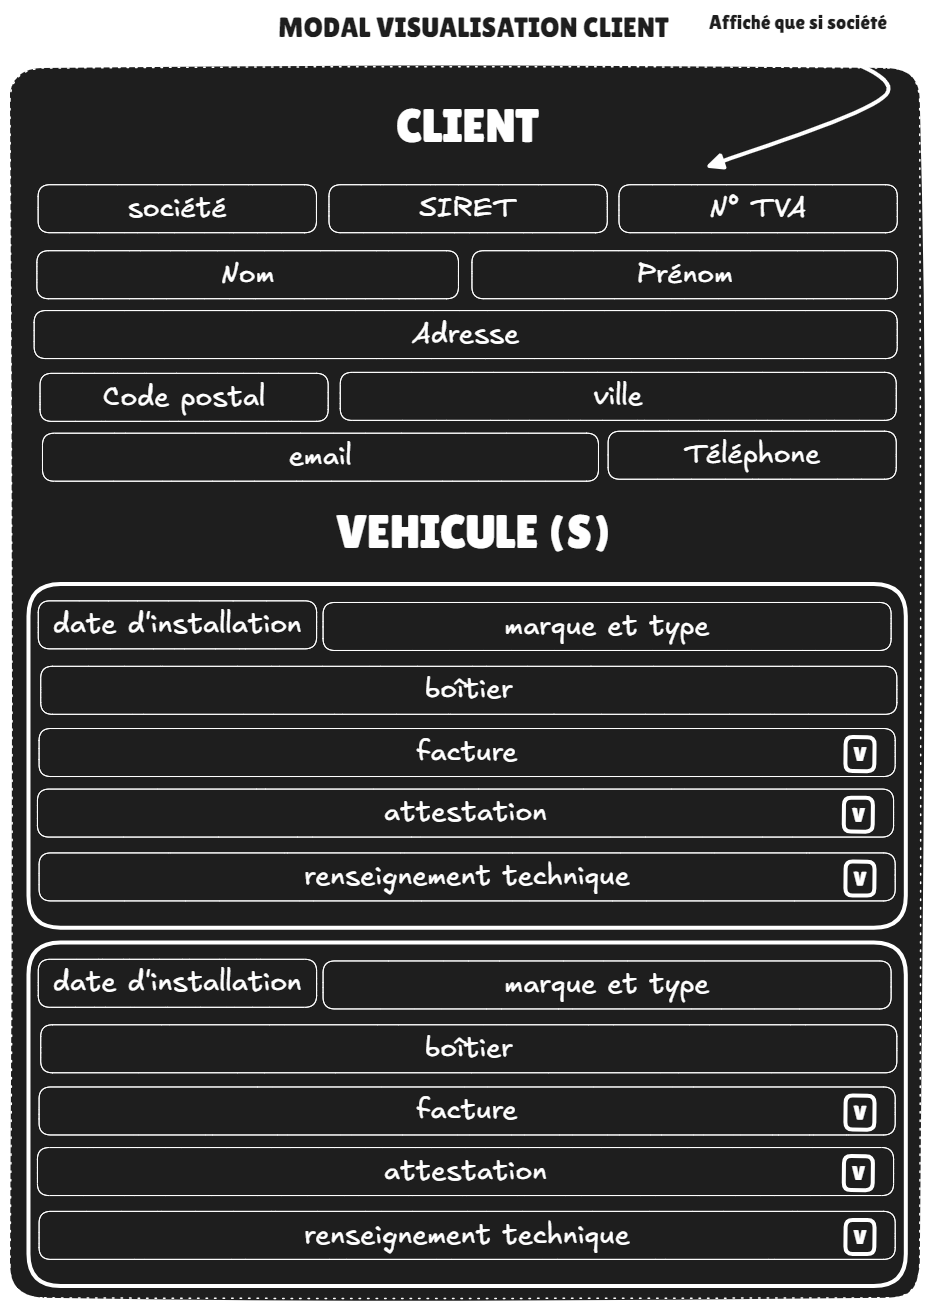 MODAL VISUALISATION CLIENT
Affiché que si société
CLIENT
société
SIRET
N° TVA
Nom
Prénom
Adresse
Code postal
ville
email
Téléphone
VEHICULE (S)
date d'installation
marque et type
boîtier
facture
V
attestation
V
renseignement technique
V
date d'installation
marque et type
boîtier
facture
V
attestation
V
renseignement technique
V